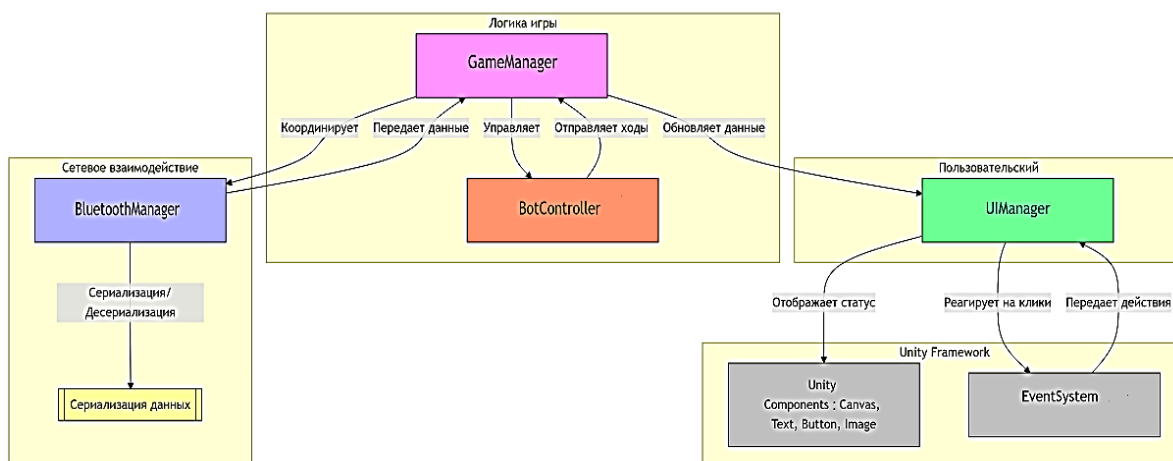 Логика игры
GameManager
Координирует
Передает данные
Управляет
Отправляет ходы
Обновляет данные
Сетевое взаимодействие
BluetoothManager
BotController
Пользовательский
UIManager
Сериализация/
Десериализация
Отображает статус
Реагирует на клики
Передает действия
Unity Framework
Сериализация данных
Unity
Components : Canvas,
Text, Button, Image
EventSystem